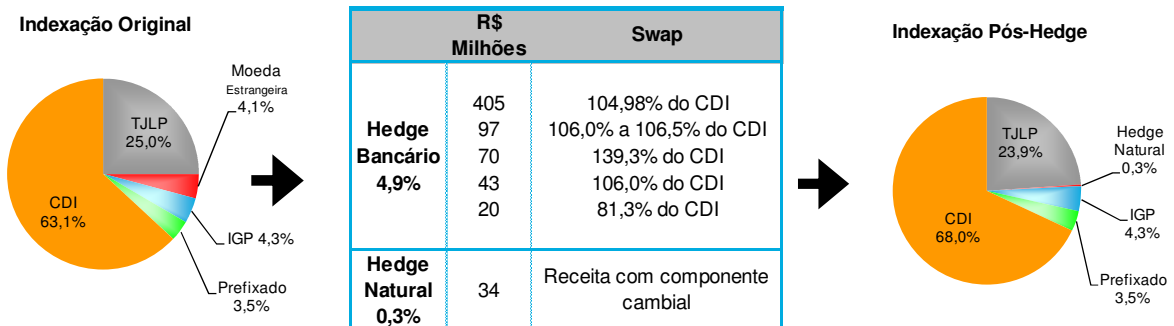 Indexação Original
Moeda
Estrangeira
4,1%
TJLP
25,0%
CDI
63,1%
IGP 4,3%
Prefixado
3,5%
R$
Milhões
Swap
Hedge
Bancário
4,9%
405 104,98% do CDI
97 106,0% a 106,5% do CDI
70 139,3% do CDI
43 106,0% do CDI
20 81,3% do CDI
Hedge
Natural
0,3%
34
Receita com componente
cambial
Indexação Pós-Hedge
TJLP
23,9%
Hedge
Natural
0,3%
CDI
68,0%
IGP
4,3%
Prefixado
3,5%